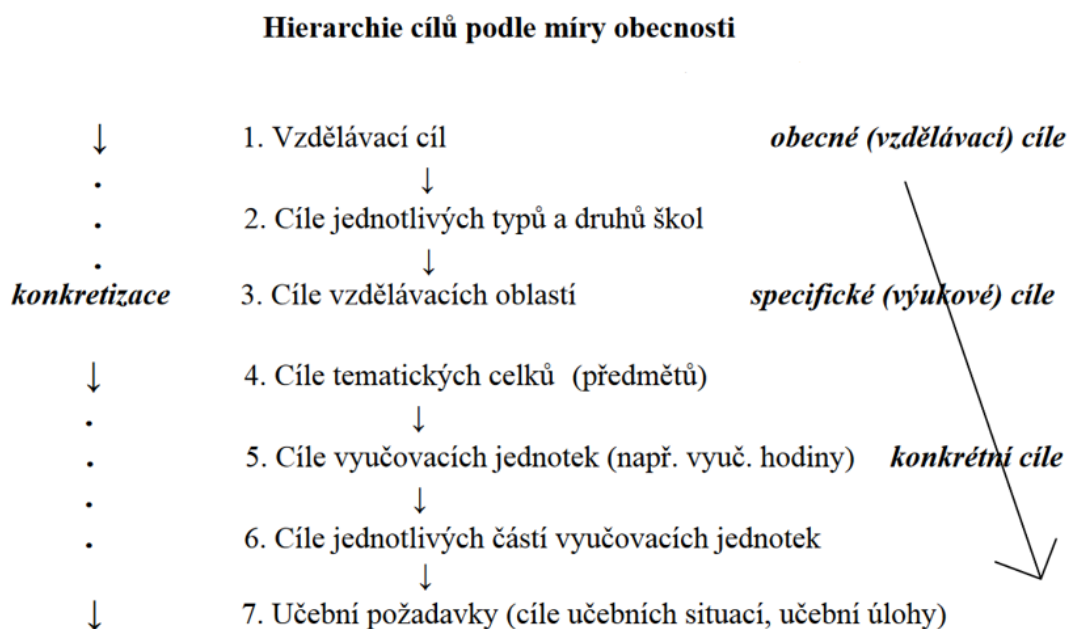 Hierarchie cílů podle míry obecnosti
↓ 1. Vzdělávací cíl obecné (vzdělávací) cíle
↓
2. Cíle jednotlivých typů a druhů škol
↓
konkretizace 3. Cíle vzdělávacích oblastí specifické (výukové) cíle
↓ 4. Cíle tematických celků (předmětů)
↓
5. Cíle vyučovacích jednotek (např. vyuč. hodiny) konkrétní cíle
↓
6. Cíle jednotlivých částí vyučovacích jednotek
↓
↓ 7. Učební požadavky (cíle učebních situací, učební úlohy)